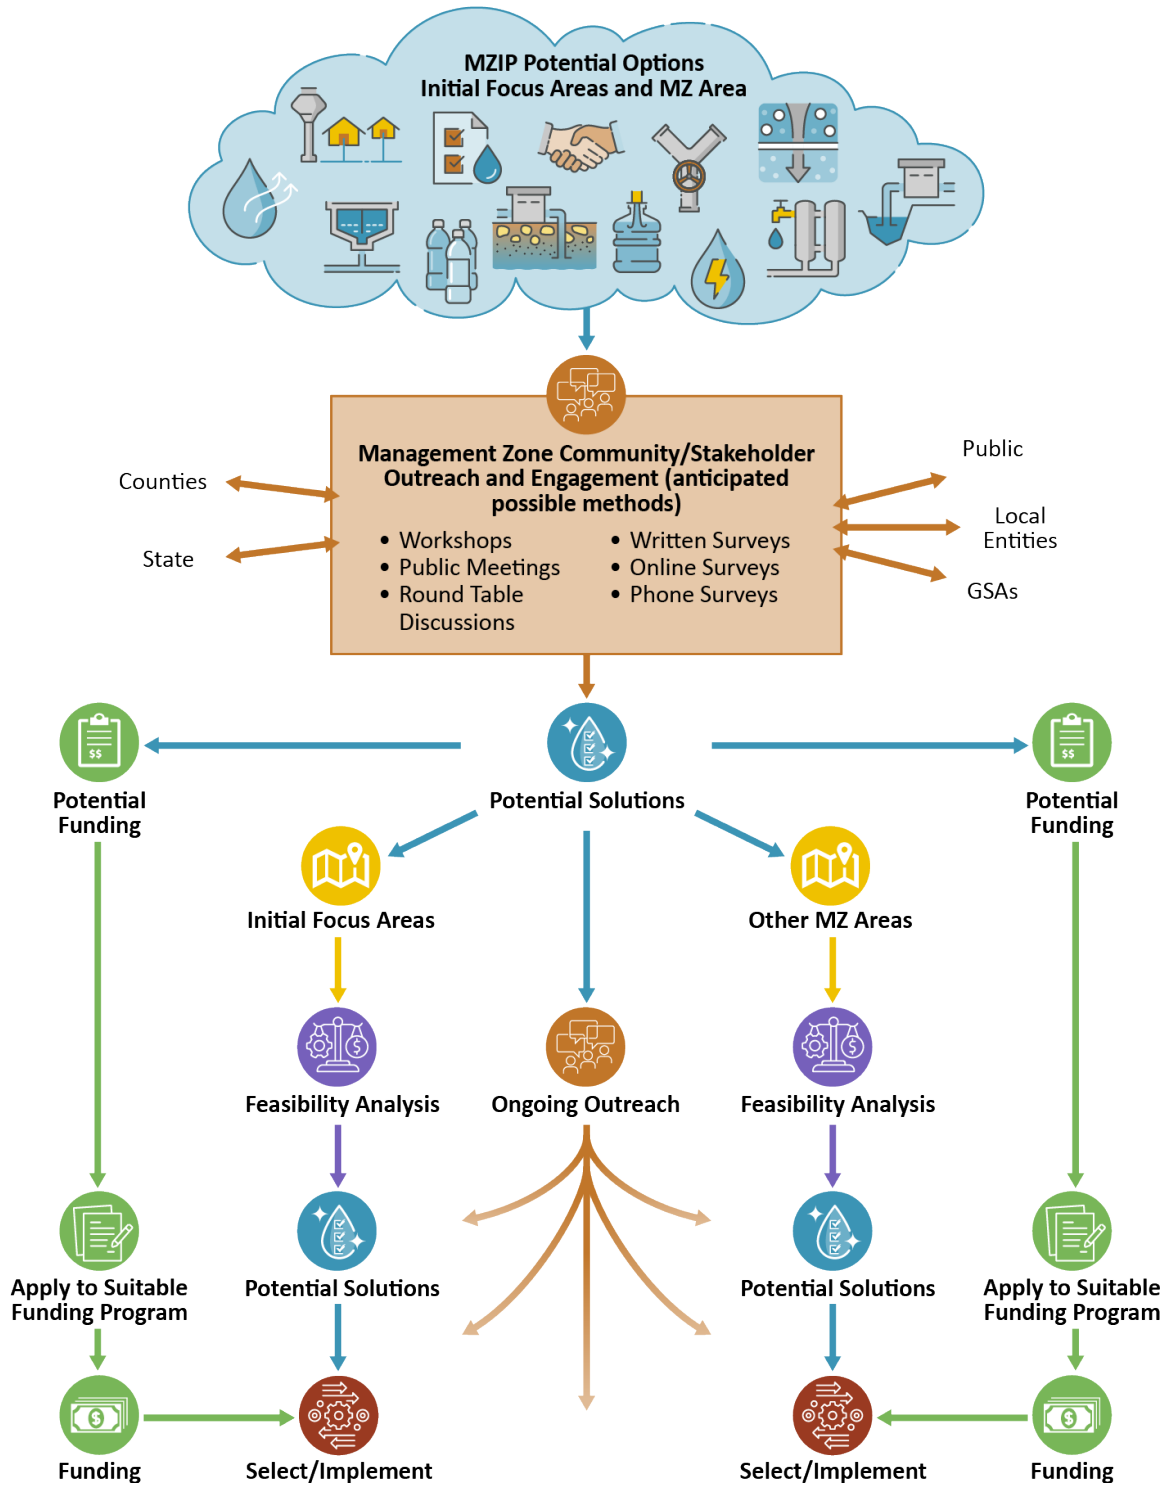 MZIP Potential Options
Initial Focus Areas and MZ Area
Management Zone Community/Stakeholder
Outreach and Engagement (anticipated
possible methods)
• Workshops
• Public Meetings
• Round Table
Discussions
• Written Surveys
• Online Surveys
• Phone Surveys
Counties
State
Public
Local
Entities
GSAs
$$
Potential
Funding
Potential Solutions
$$
Potential
Funding
Initial Focus Areas
Other MZ Areas
$
Feasibility Analysis
Ongoing Outreach
$
Feasibility Analysis
Apply to Suitable
Funding Program
Potential Solutions
Potential Solutions
Apply to Suitable
Funding Program
$
Funding
Select/Implement
Select/Implement
$
Funding